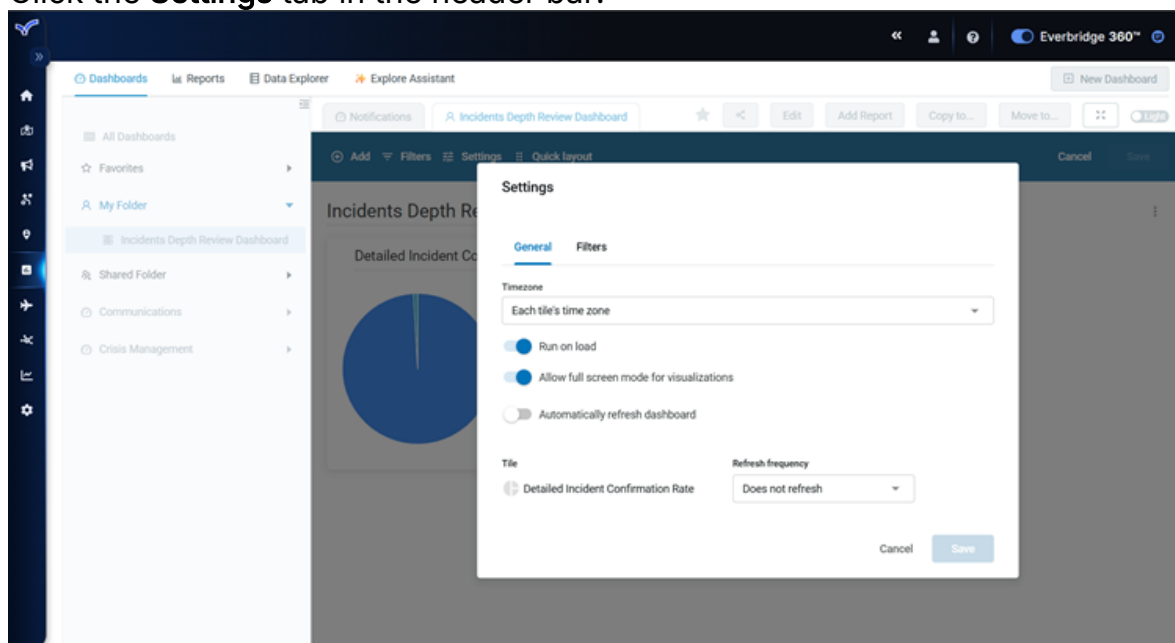 Click the Settings tab in the header bar.
Everbridge 360™
Dashboards Reports Data Explorer Explore Assistant
New Dashboard
Notifications Incidents Depth Review Dashboard Edit Add Report Copy to... Move to... Light
All Dashboards
Favorites
My Folder
Incidents Depth Review Dashboard
Shared Folder
Communications
Crisis Management
Add Filters Settings Quick layout Cancel Save
Incidents Depth Re
Detailed Incident Co
Settings
General Filters
Timezone
Each tile's time zone
Run on load
Allow full screen mode for visualizations
Automatically refresh dashboard
Tile Refresh frequency
Detailed Incident Confirmation Rate Does not refresh
Cancel Save